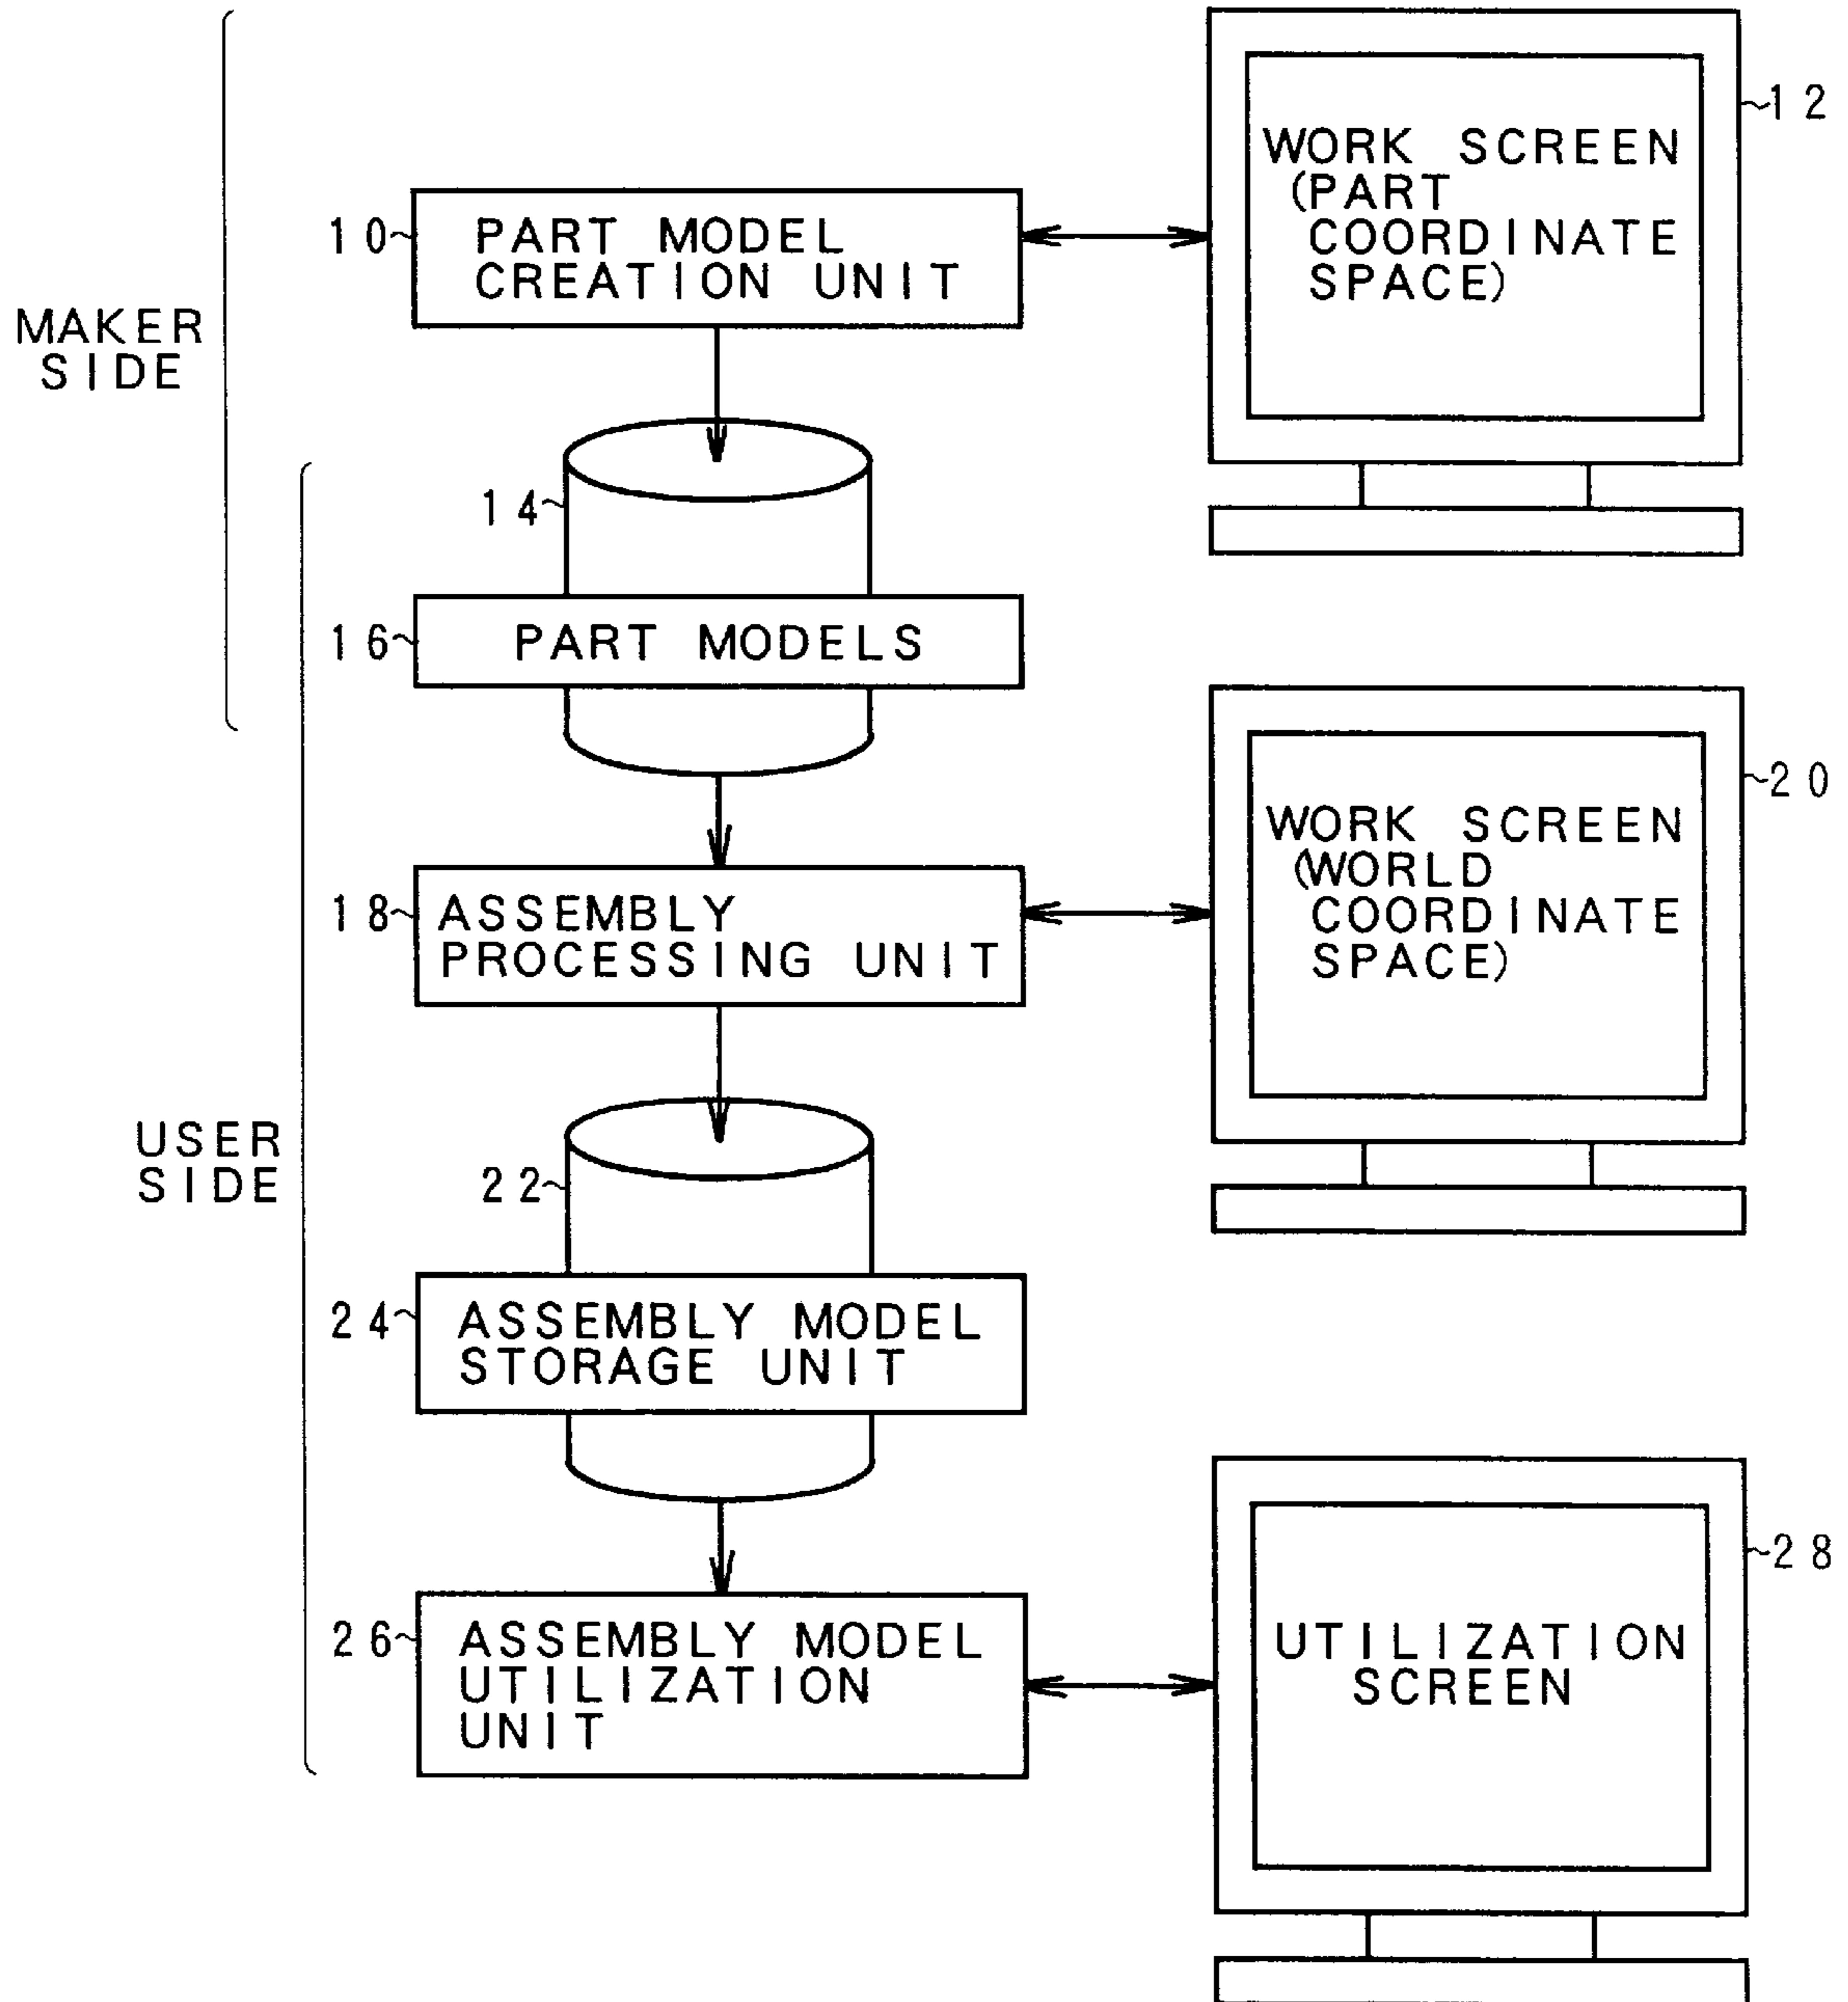 12
WORK SCREEN
(PART
COORDINATE
SPACE)
10
PART MODEL
CREATION UNIT
MAKER
SIDE
14
16
PART MODELS
20
WORK SCREEN
(WORLD
COORDINATE
SPACE)
18
ASSEMBLY
PROCESSING UNIT
USER
SIDE
22
24
ASSEMBLY MODEL
STORAGE UNIT
28
UTILIZATION
SCREEN
26
ASSEMBLY MODEL
UTILIZATION
UNIT